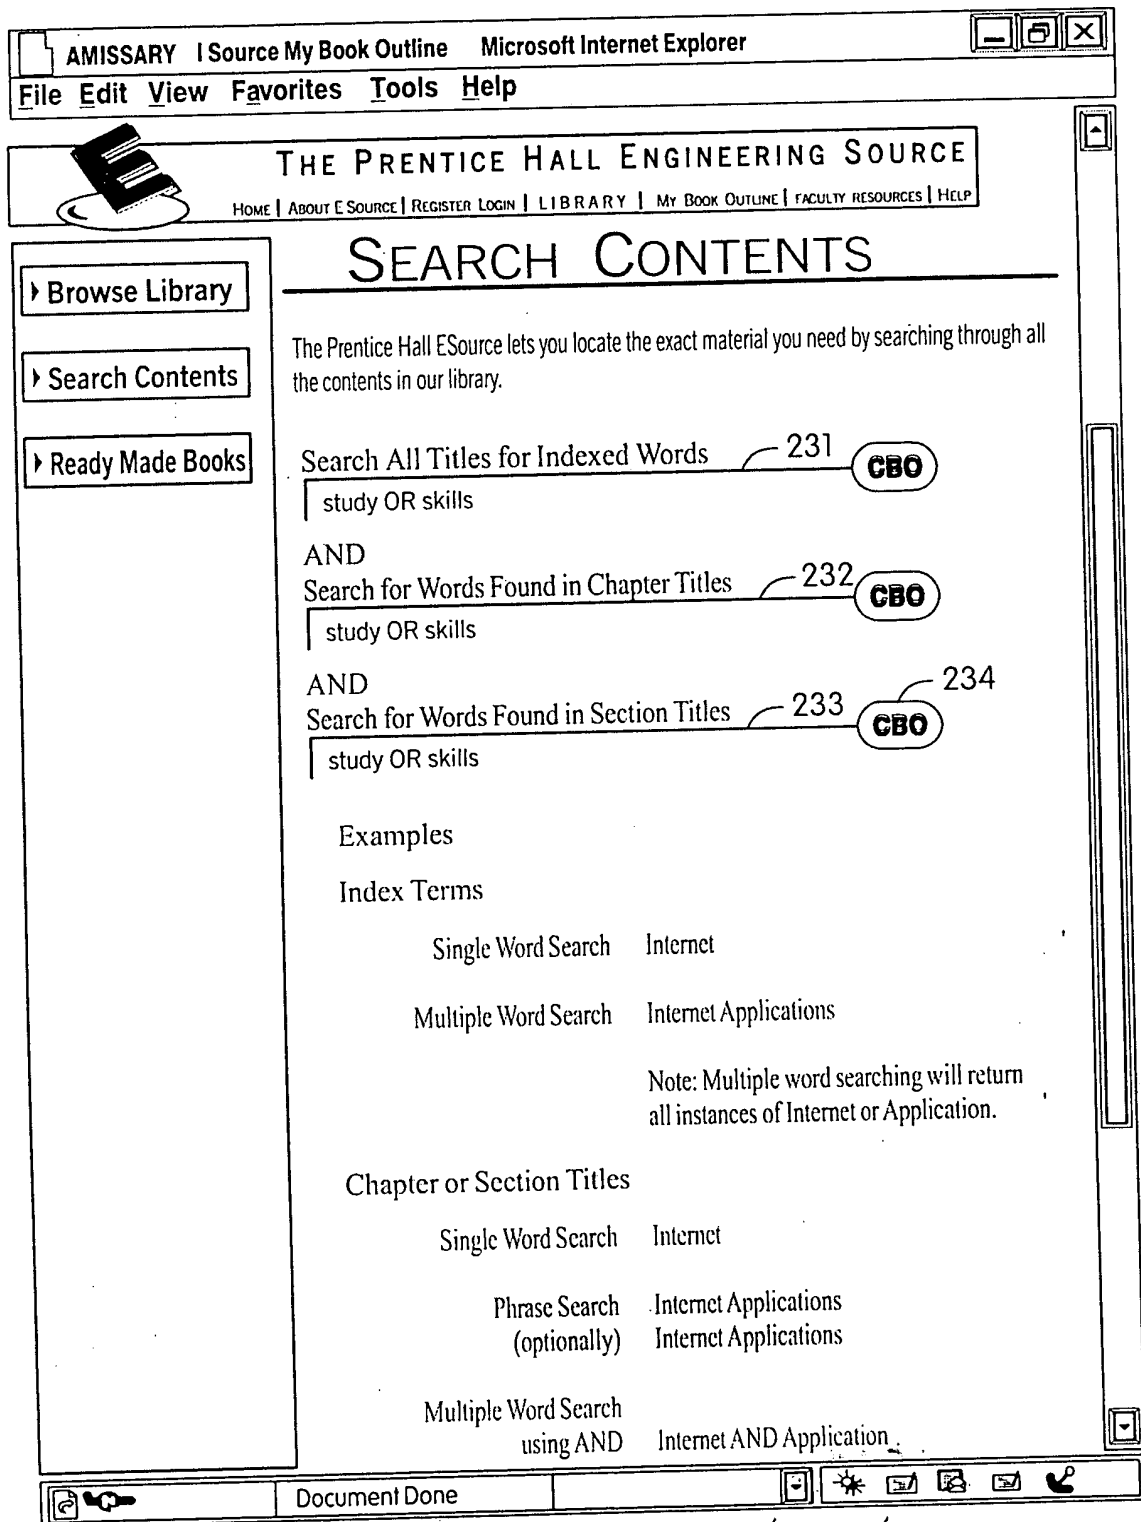 AMISSARY I Source My Book Outline Microsoft Internet Explorer
File Edit View Favorites Tools Help
THE PRENTICE HALL ENGINEERING SOURCE
HOME | ABOUT E SOURCE | REGISTER LOGIN | LIBRARY | MY BOOK OUTLINE | FACULTY RESOURCES | HELP
SEARCH CONTENTS
Browse Library
Search Contents
Ready Made Books
The Prentice Hall ESource lets you locate the exact material you need by searching through all
the contents in our library.
Search All Titles for Indexed Words 231 CBO
study OR skills
AND
Search for Words Found in Chapter Titles 232 CBO
study OR skills
AND
234
Search for Words Found in Section Titles 233 CBO
study OR skills
Examples
Index Terms
Single Word Search Internet
Multiple Word Search Internet Applications
Note: Multiple word searching will return
all instances of Internet or Application.
Chapter or Section Titles
Single Word Search Internet
Phrase Search Internet Applications
(optionally) Internet Applications
Multiple Word Search
using AND Internet AND Application
Document Done